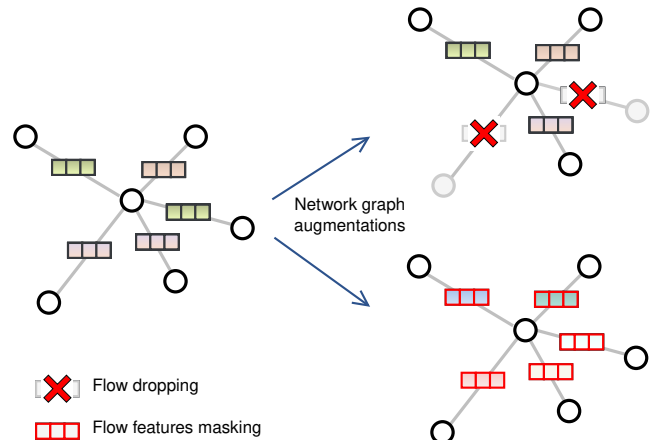 Network graph
augmentations
Flow dropping
Flow features masking